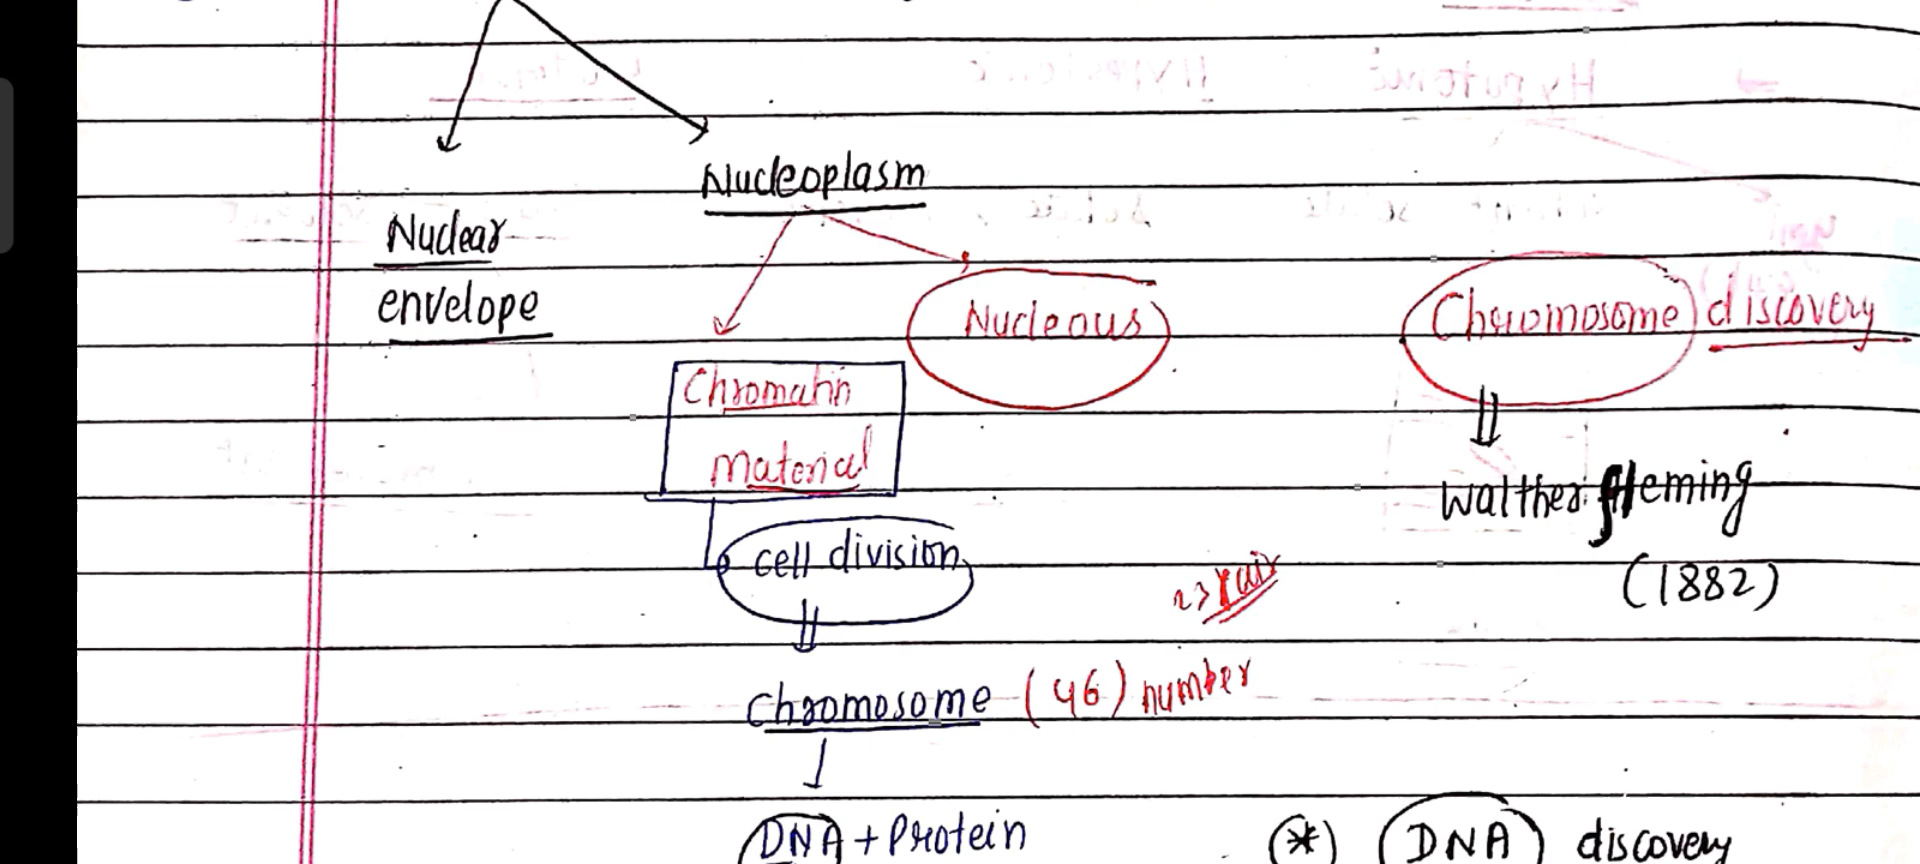 Nucleoplasm
Nuclear
envelope
Nucleous
Chromosome discovery
Chromatin
Material
Walther fleming
(1882)
cell division
23 pair
Chromosome (46) number
DNA + Protein
(*) DNA discovery